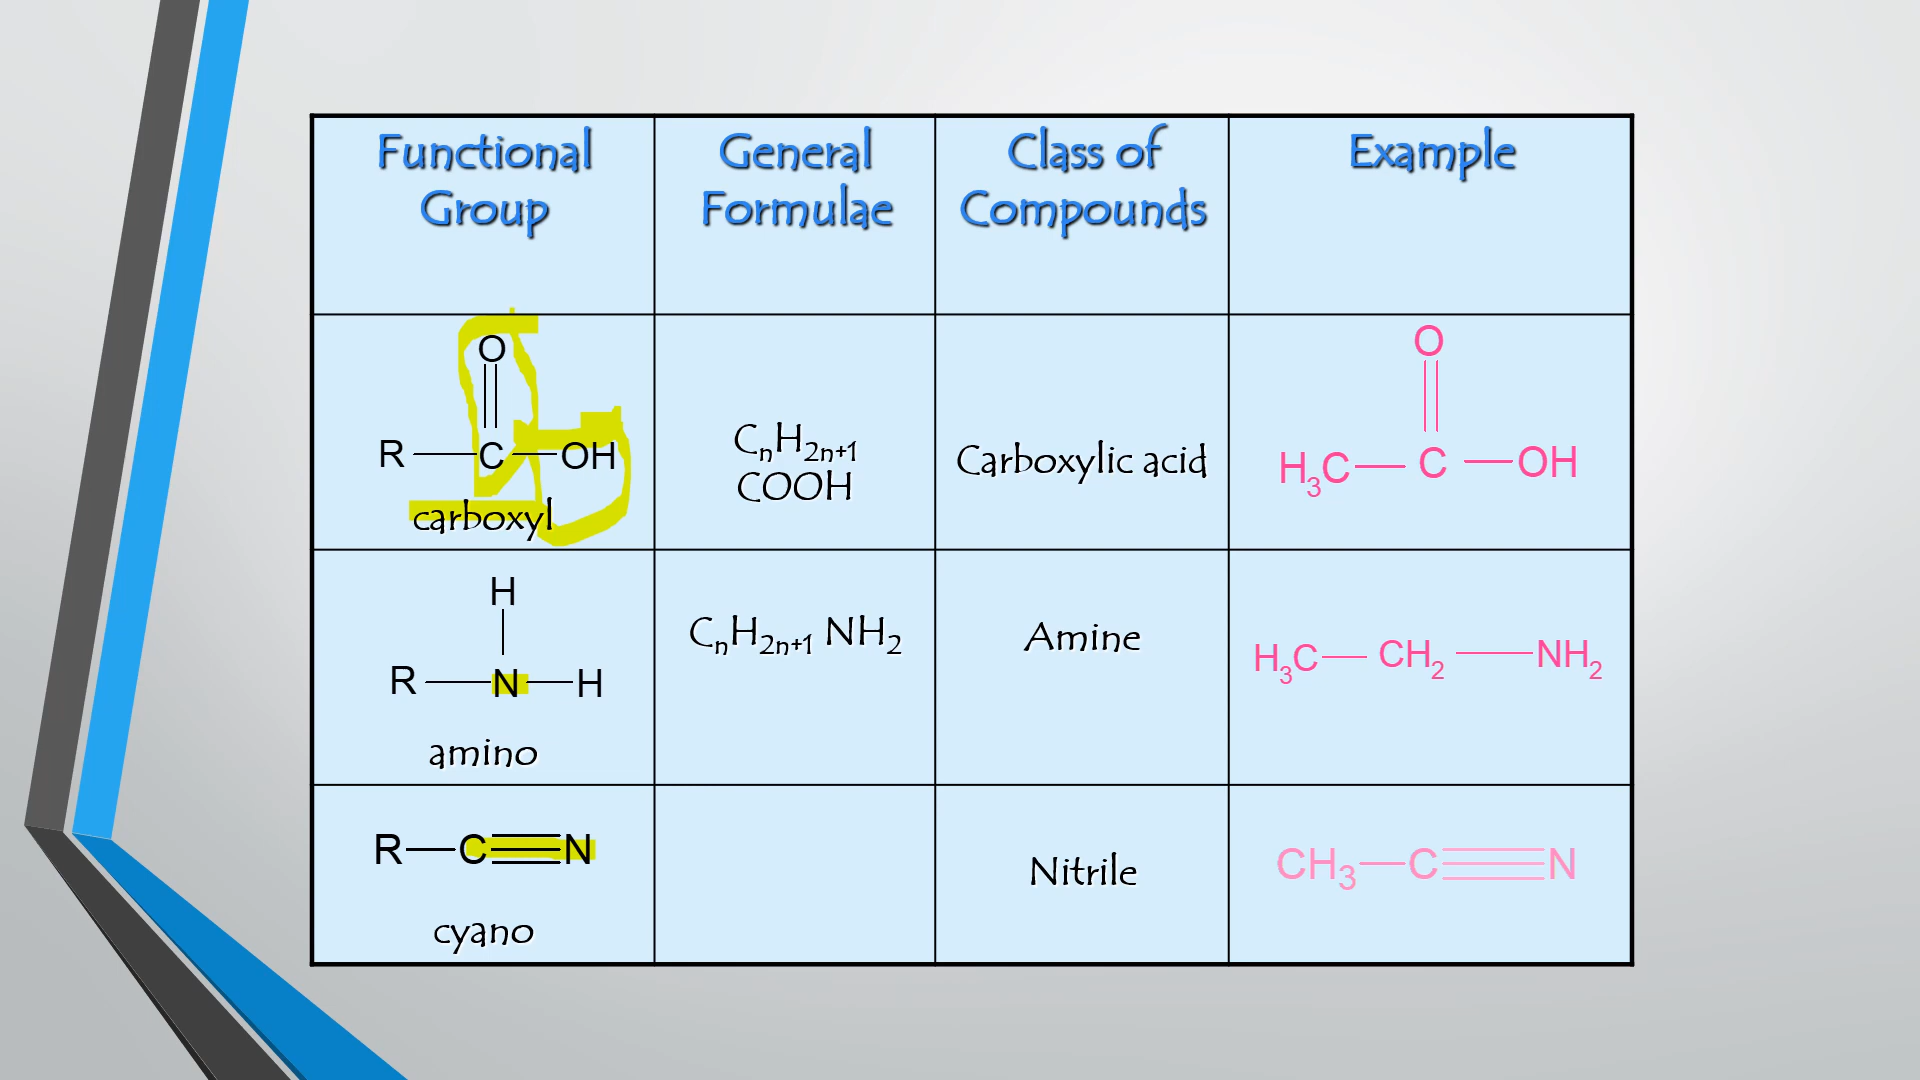 Functional Group
General Formulae
Class of Compounds
Example
O
R C OH
carboxyl
CnH2n+1
COOH
Carboxylic acid
O
H3C C OH
H
R N H
amino
CnH2n+1 NH2
Amine
H3C CH2 NH2
R C N
cyano
Nitrile
CH3 C N